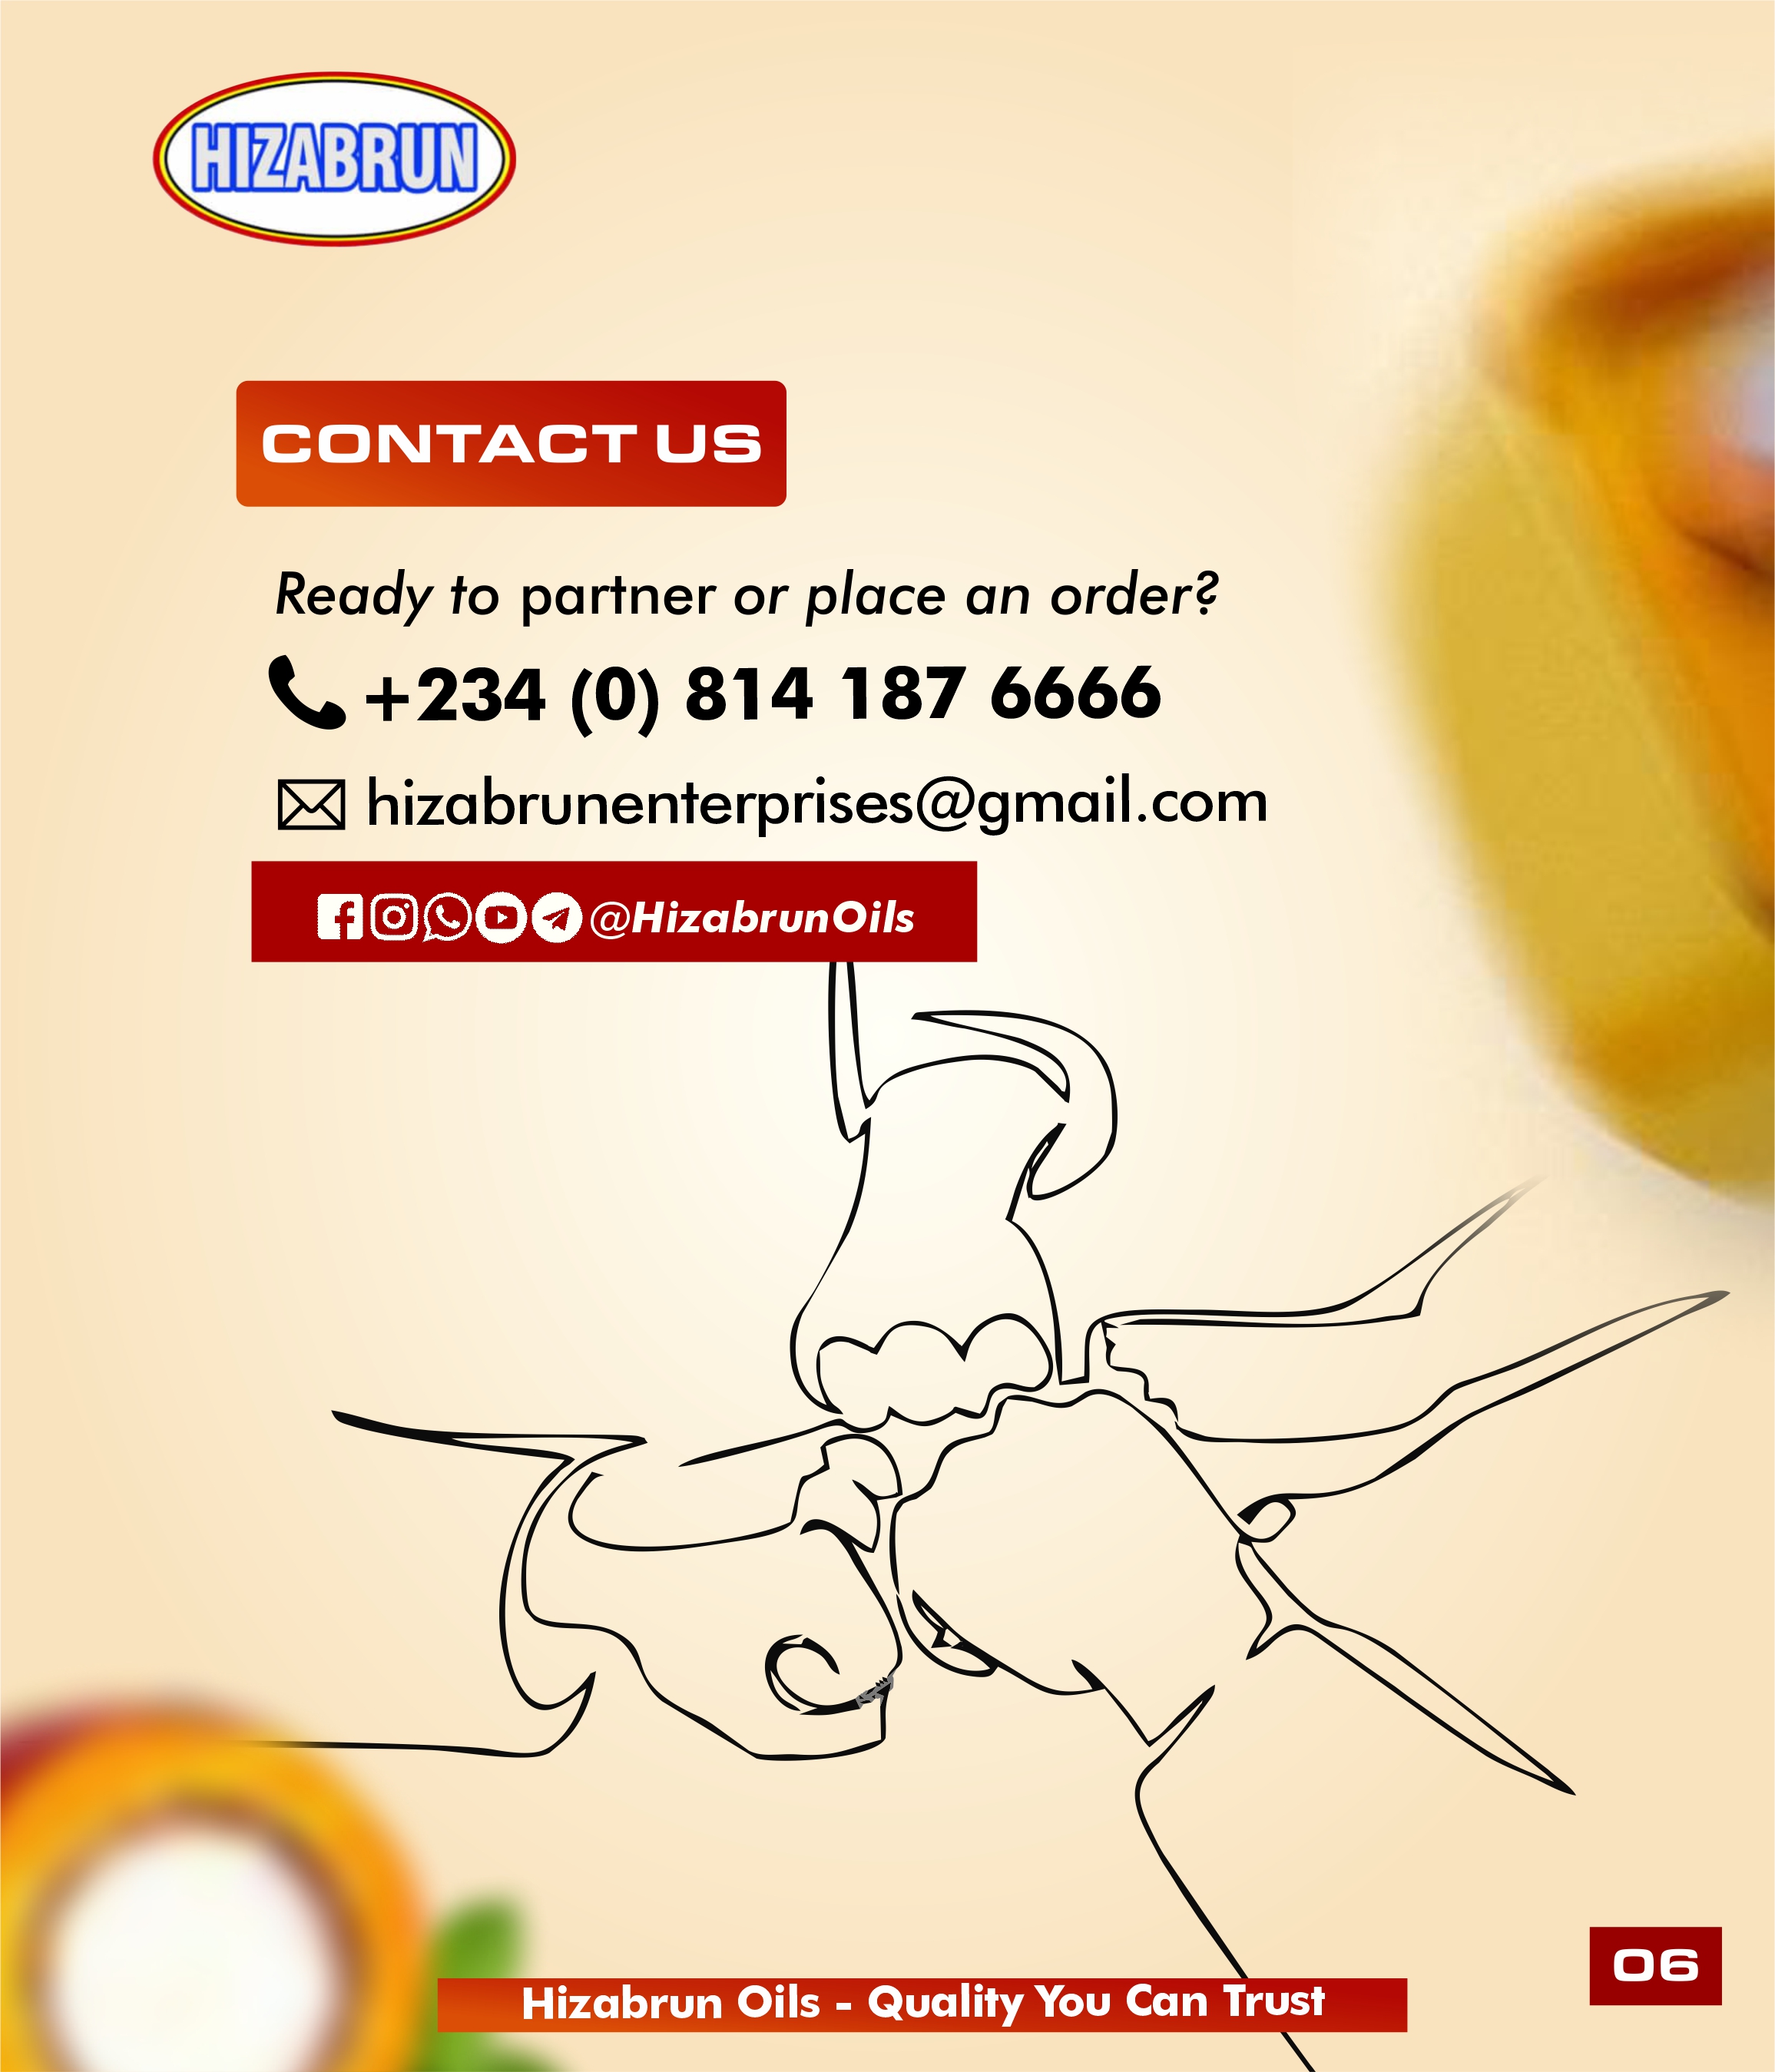 HIZABRUN
CONTACT US
Ready to partner or place an order?
+234 (0) 814 187 6666
hizabrunenterprises@gmail.com
@HizabrunOils
06
Hizabrun Oils - Quality You Can Trust